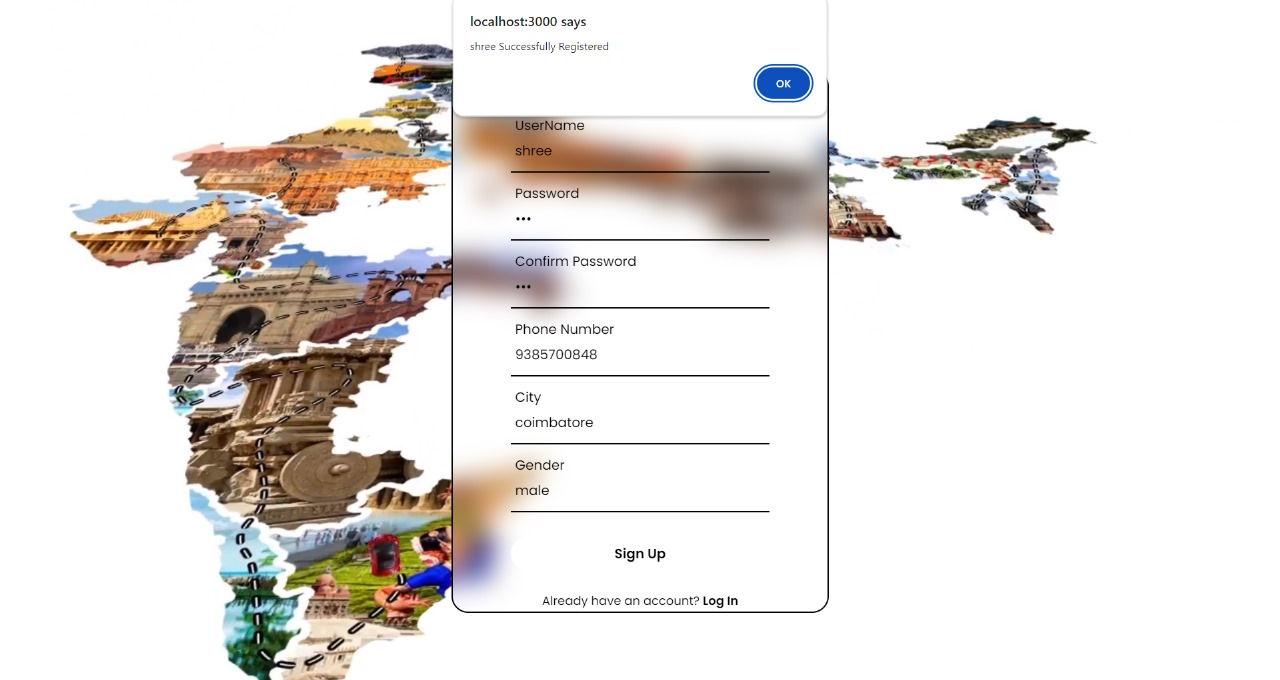 localhost:3000 says
shree Successfully Registered
OK
UserName
shree
Password
•••
Confirm Password
•••
Phone Number
9385700848
City
coimbatore
Gender
male
Sign Up
Already have an account? Log In